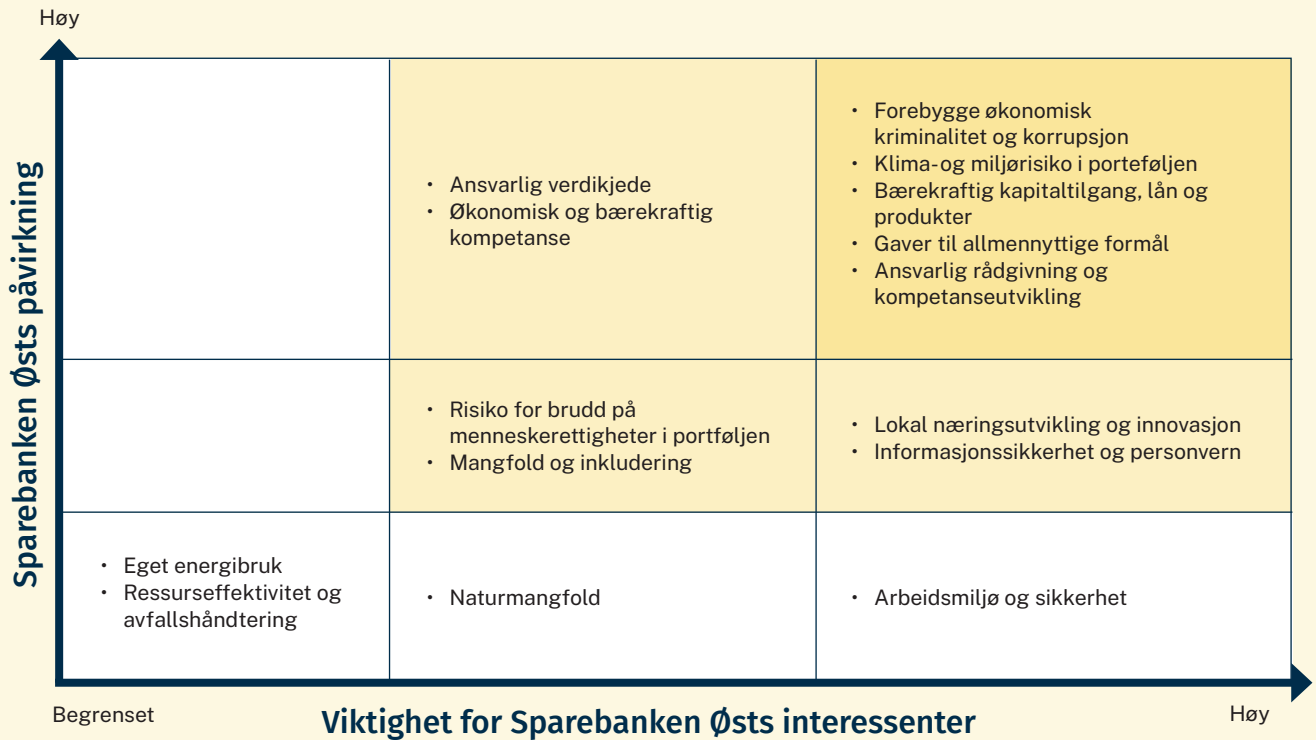 Høy
Sparebanken Østs påvirkning
• Ansvarlig verdikjede
• Økonomisk og bærekraftig
kompetanse
• Forebygge økonomisk
kriminalitet og korrupsjon
• Klima-og miljørisiko i porteføljen
• Bærekraftig kapitaltilgang, lån og
produkter
• Gaver til allmennyttige formål
• Ansvarlig rådgivning og
kompetanseutvikling
• Risiko for brudd på
menneskerettigheter i portføljen
• Mangfold og inkludering
• Lokal næringsutvikling og innovasjon
• Informasjonssikkerhet og personvern
• Eget energibruk
• Ressurseffektivitet og
avfallshåndtering
• Naturmangfold
• Arbeidsmiljø og sikkerhet
Begrenset
Viktighet for Sparebanken Østs interessenter
Høy